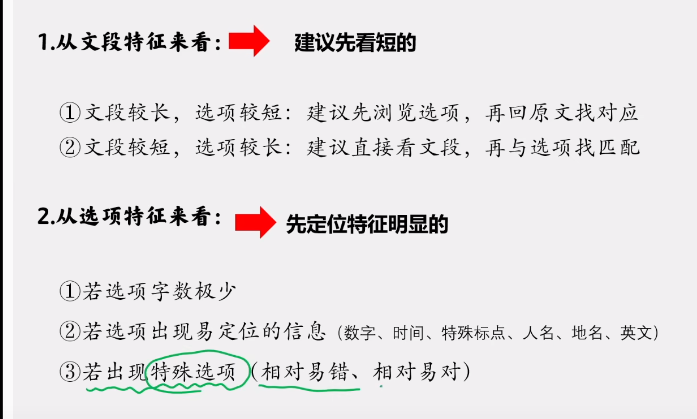 1.从文段特征来看： 建议先看短的
①文段较长，选项较短：建议先浏览选项，再回原文找对应
②文段较短，选项较长：建议直接看文段，再与选项找匹配
2.从选项特征来看： 先定位特征明显的
①若选项字数极少
②若选项出现易定位的信息（数字、时间、特殊标点、人名、地名、英文）
③若出现特殊选项（相对易错、相对易对）